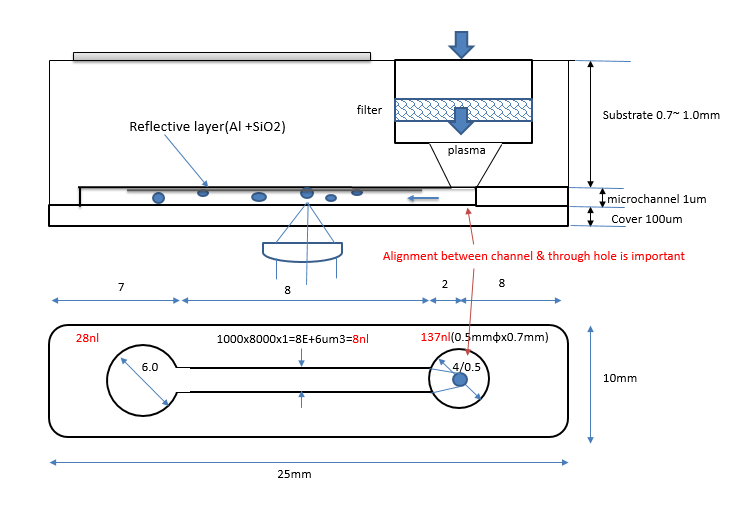 filter
Substrate 0.7~ 1.0mm
Reflective layer(Al +SiO2)
plasma
microchannel 1um
Cover 100um
Alignment between channel & through hole is important
7
8
2
8
28nl
1000x8000x1=8E+6um3=8nl
137nl(0.5mmφx0.7mm)
6.0
4/0.5
10mm
25mm